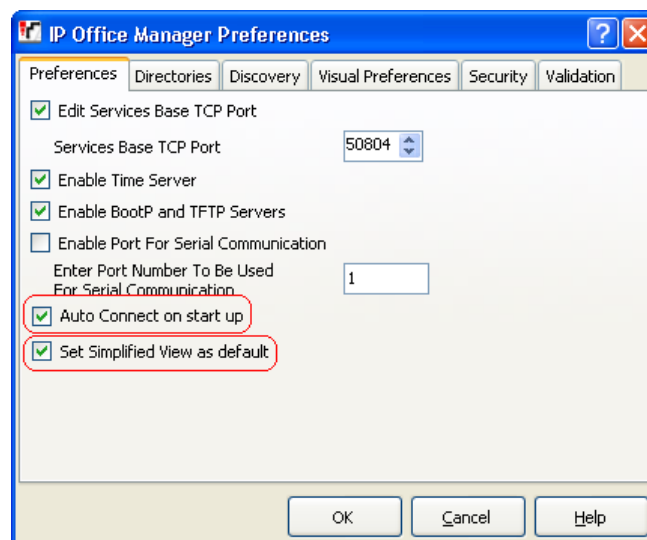 IP Office Manager Preferences
Preferences Directories Discovery Visual Preferences Security Validation
Edit Services Base TCP Port
Services Base TCP Port 50804
Enable Time Server
Enable BootP and TFTP Servers
Enable Port For Serial Communication
Enter Port Number To Be Used
For Serial Communication 1
Auto Connect on start up
Set Simplified View as default
OK Cancel Help